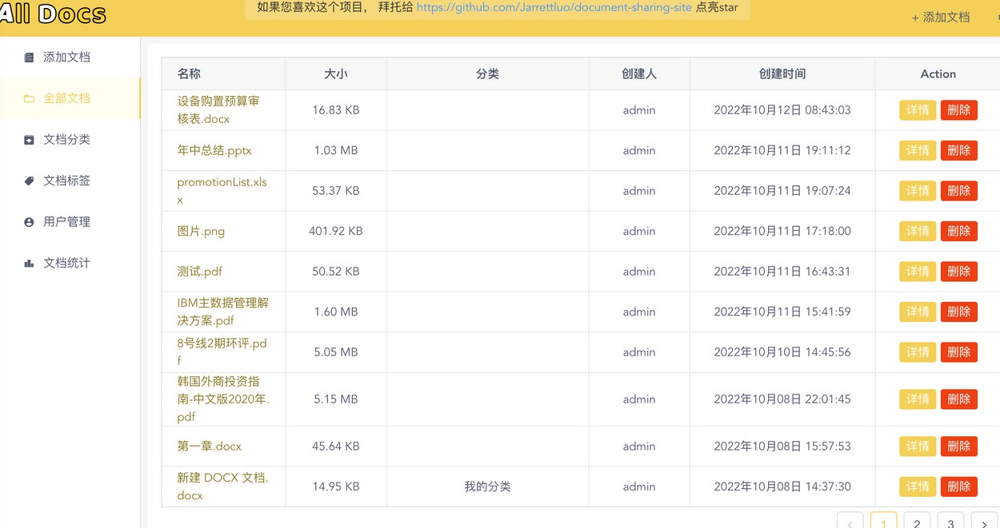 All Docs
如果您喜欢这个项目， 拜托给 https://github.com/Jarrettluo/document-sharing-site 点亮star
+ 添加文档
添加文档
全部文档
文档分类
文档标签
用户管理
文档统计
名称 大小 分类 创建人 创建时间 Action
设备购置预算审
核表.docx
16.83 KB admin 2022年10月12日 08:43:03 详情 删除
年中总结.pptx 1.03 MB admin 2022年10月11日 19:11:12 详情 删除
promotionList.xls
x
53.37 KB admin 2022年10月11日 19:07:24 详情 删除
图片.png 401.92 KB admin 2022年10月11日 17:18:00 详情 删除
测试.pdf 50.52 KB admin 2022年10月11日 16:43:31 详情 删除
IBM主数据管理解
决方案.pdf
1.60 MB admin 2022年10月11日 15:41:59 详情 删除
8号线2期环评.pd
f
5.05 MB admin 2022年10月10日 14:45:56 详情 删除
韩国外商投资指
南-中文版2020年.
pdf
5.15 MB admin 2022年10月08日 22:01:45 详情 删除
第一章.docx 45.64 KB admin 2022年10月08日 15:57:53 详情 删除
新建 DOCX 文档.
docx
14.95 KB 我的分类 admin 2022年10月08日 14:37:30 详情 删除
< 1 2 3 >